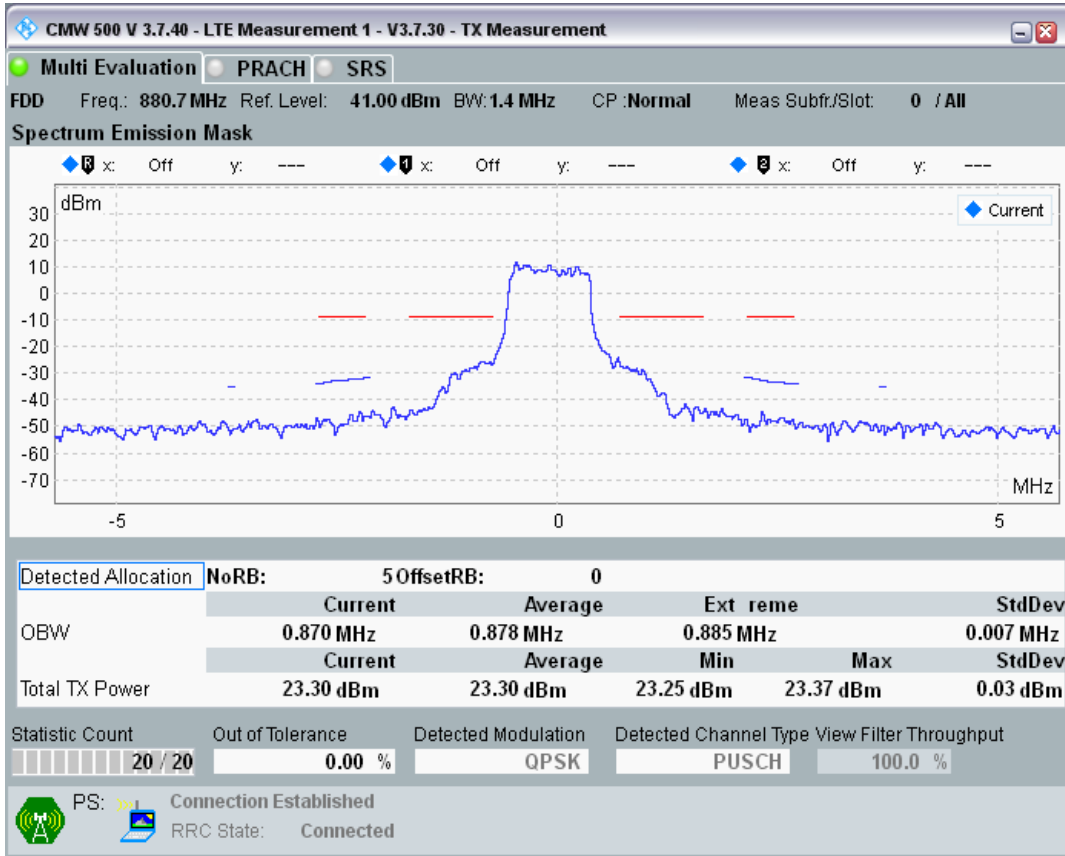 CMW 500 V 3.7.40 - LTE Measurement 1 - V3.7.30 - TX Measurement
Multi Evaluation PRACH SRS
FDD Freq.: 880.7 MHz Ref. Level: 41.00 dBm BW: 1.4 MHz CP :Normal Meas Subfr./Slot: 0 / All
Spectrum Emission Mask
R x: Off y: --- 1 x: Off y: --- 2 x: Off y: ---
dBm
Current
30
20
10
0
-10
-20
-30
-40
-50
-60
-70
MHz
-5 0 5
Detected Allocation NoRB: 5 OffsetRB: 0
Current Average Ext reme StdDev
OBW 0.870 MHz 0.878 MHz 0.885 MHz 0.007 MHz
Current Average Min Max StdDev
Total TX Power 23.30 dBm 23.30 dBm 23.25 dBm 23.37 dBm 0.03 dBm
Statistic Count Out of Tolerance Detected Modulation Detected Channel Type View Filter Throughput
20 / 20 0.00 % QPSK PUSCH 100.0 %
PS: Connection Established
RRC State: Connected